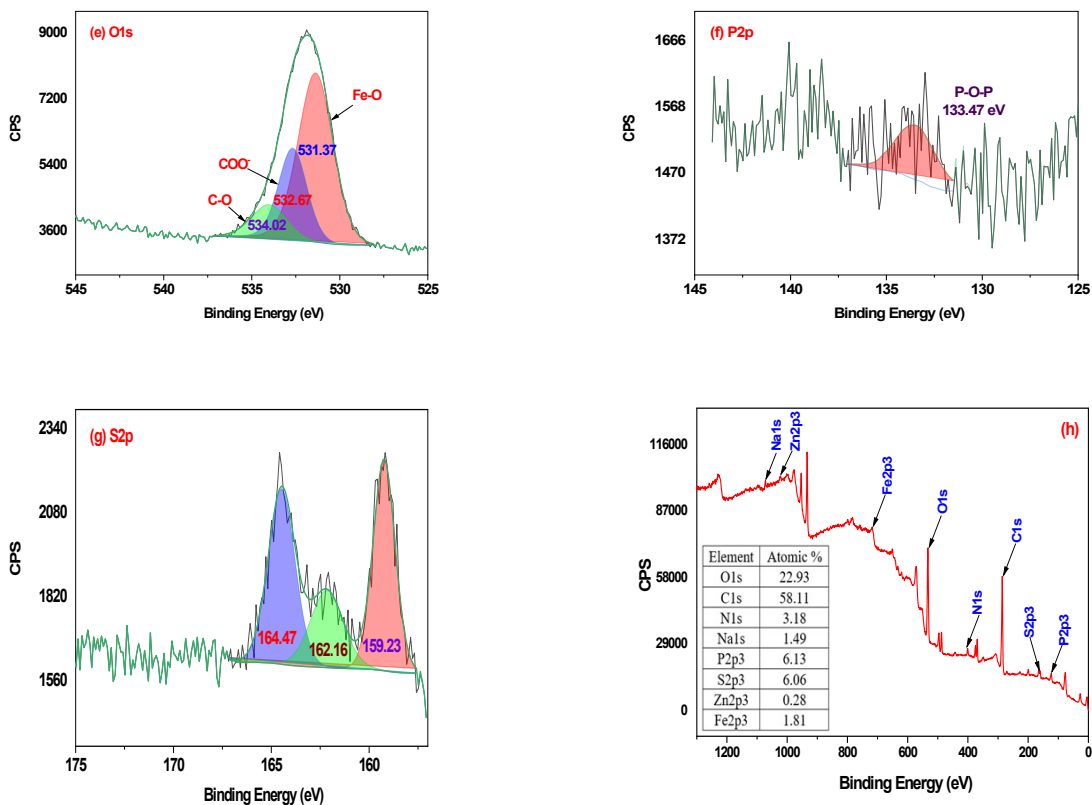 (e) O1s
9000
7200
5400
3600
CPS
Fe-O
COO-
C-O
531.37
532.67
534.02
545 540 535 530 525
Binding Energy (eV)
(f) P2p
1666
1568
1470
1372
CPS
P-O-P
133.47 eV
145 140 135 130 125
Binding Energy (eV)
(g) S2p
2340
2080
1820
1560
CPS
164.47
162.16
159.23
175 170 165 160
Binding Energy (eV)
(h)
116000
87000
58000
29000
0
CPS
Na1s
Zn2p3
Fe2p3
O1s
N1s
C1s
S2p3
P2p3
Element Atomic %
O1s 22.93
C1s 58.11
N1s 3.18
Na1s 1.49
P2p3 6.13
S2p3 6.06
Zn2p3 0.28
Fe2p3 1.81
1200 1000 800 600 400 200 0
Binding Energy (eV)